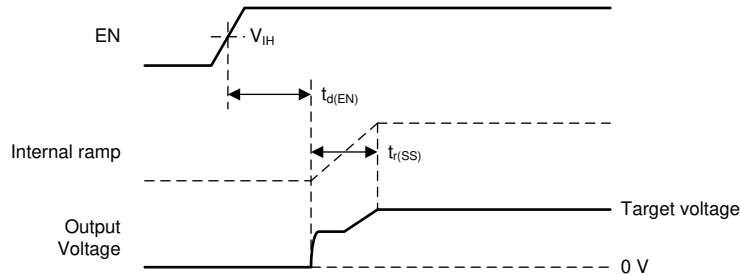 EN
V_IH
t_d(EN)
Internal ramp
t_r(SS)
Output
Voltage
Target voltage
0 V